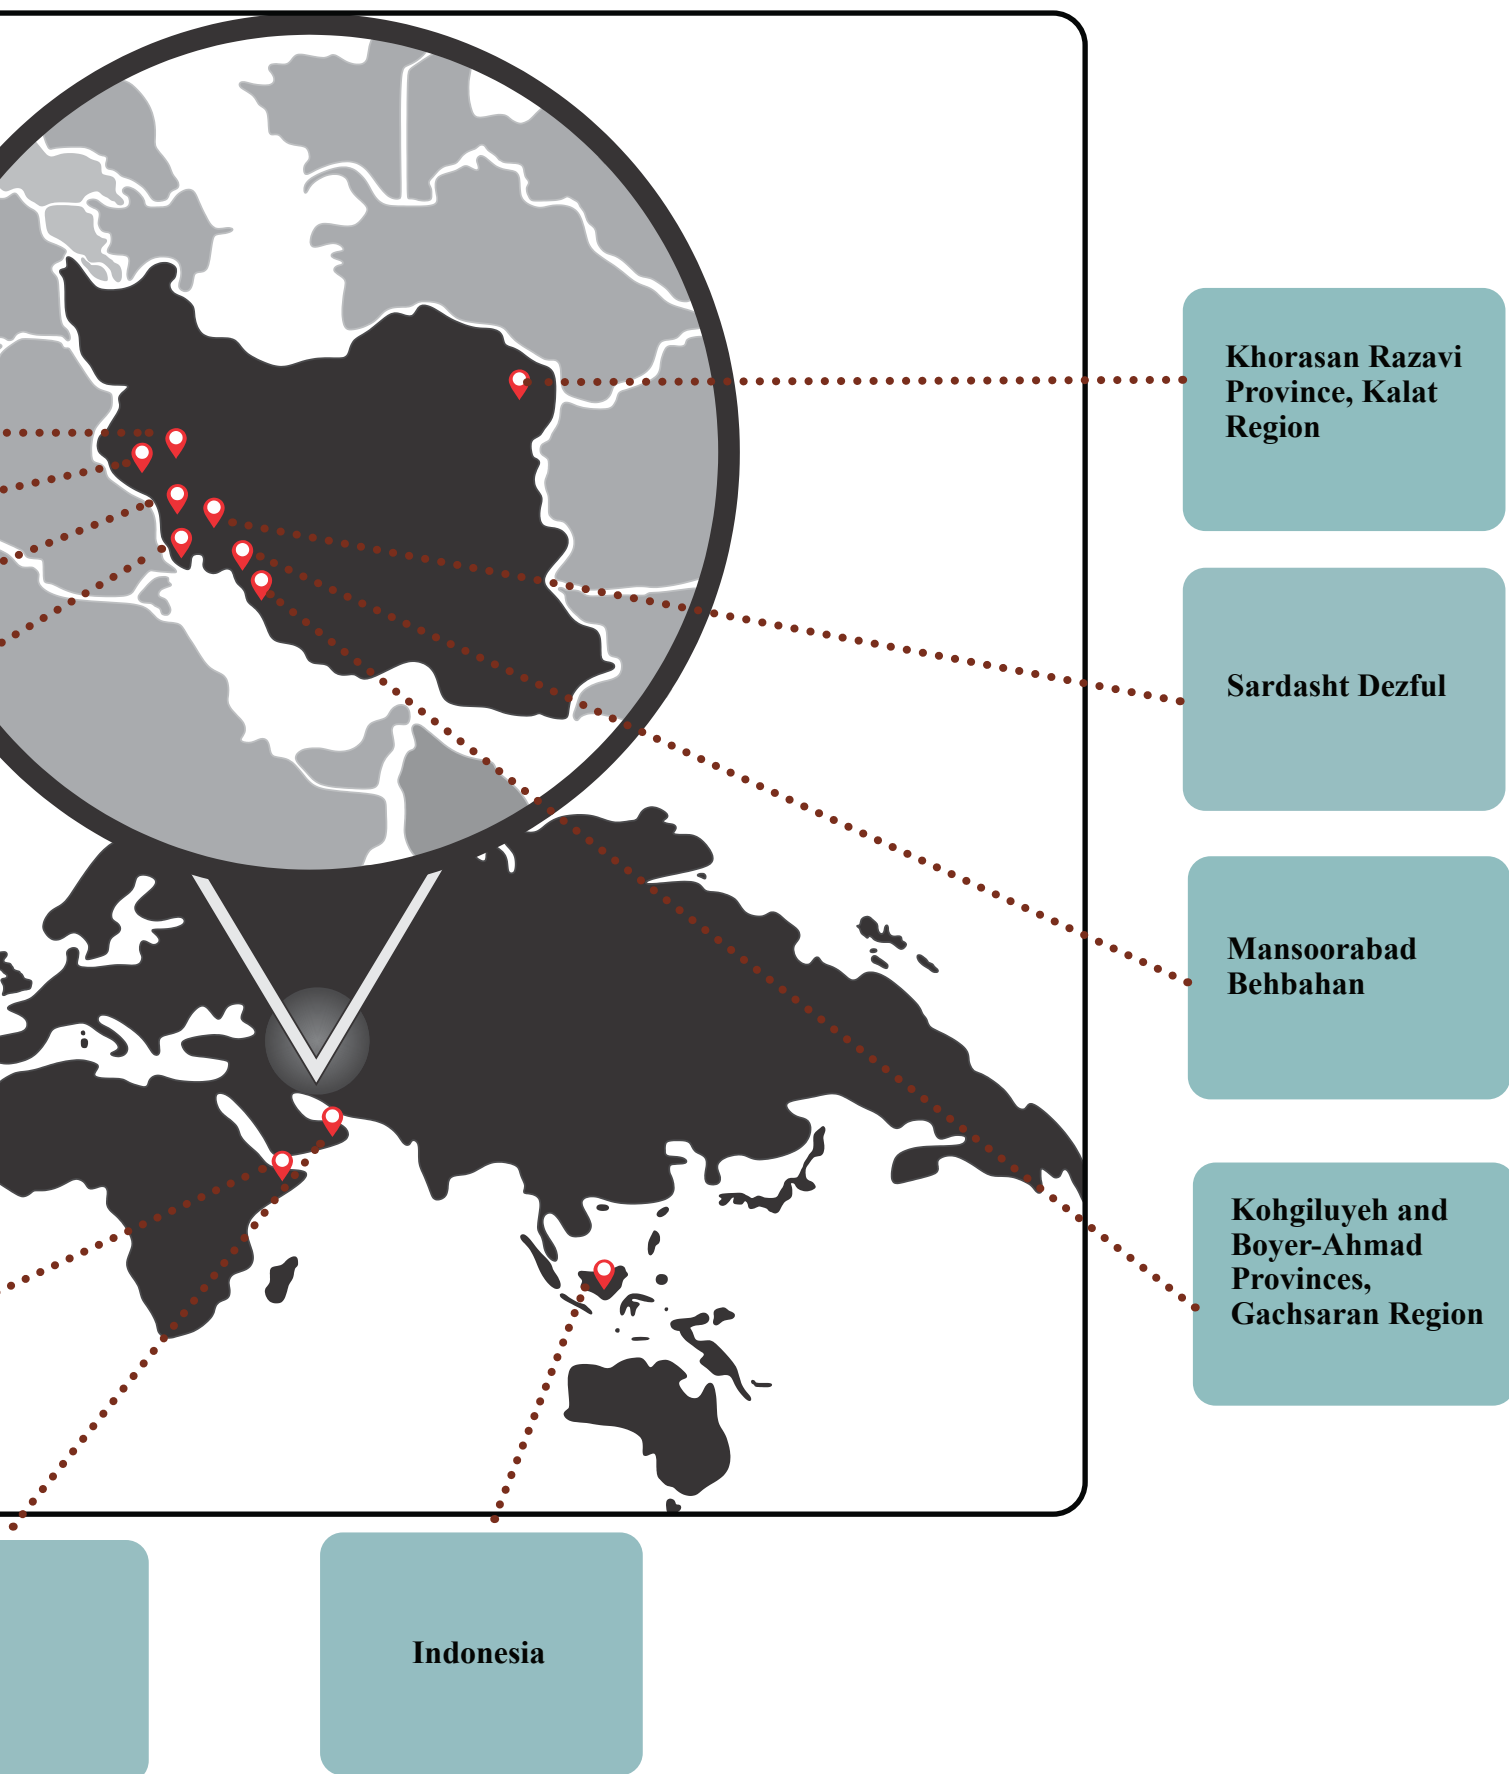 Khorasan Razavi
Province, Kalat
Region
Sardasht Dezful
Mansoorabad
Behbahan
Kohgiluyeh and
Boyer-Ahmad
Provinces,
Gachsaran Region
Indonesia